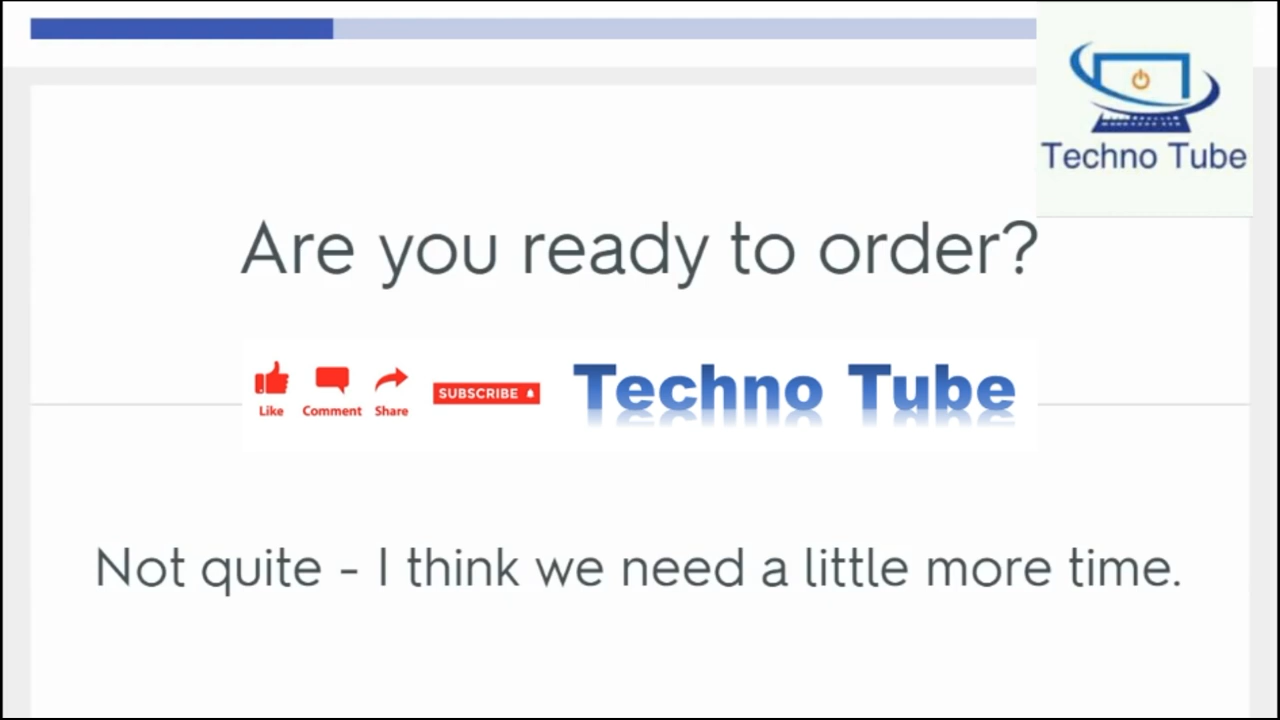 Techno Tube
Are you ready to order?
Like Comment Share SUBSCRIBE Techno Tube
Not quite - I think we need a little more time.